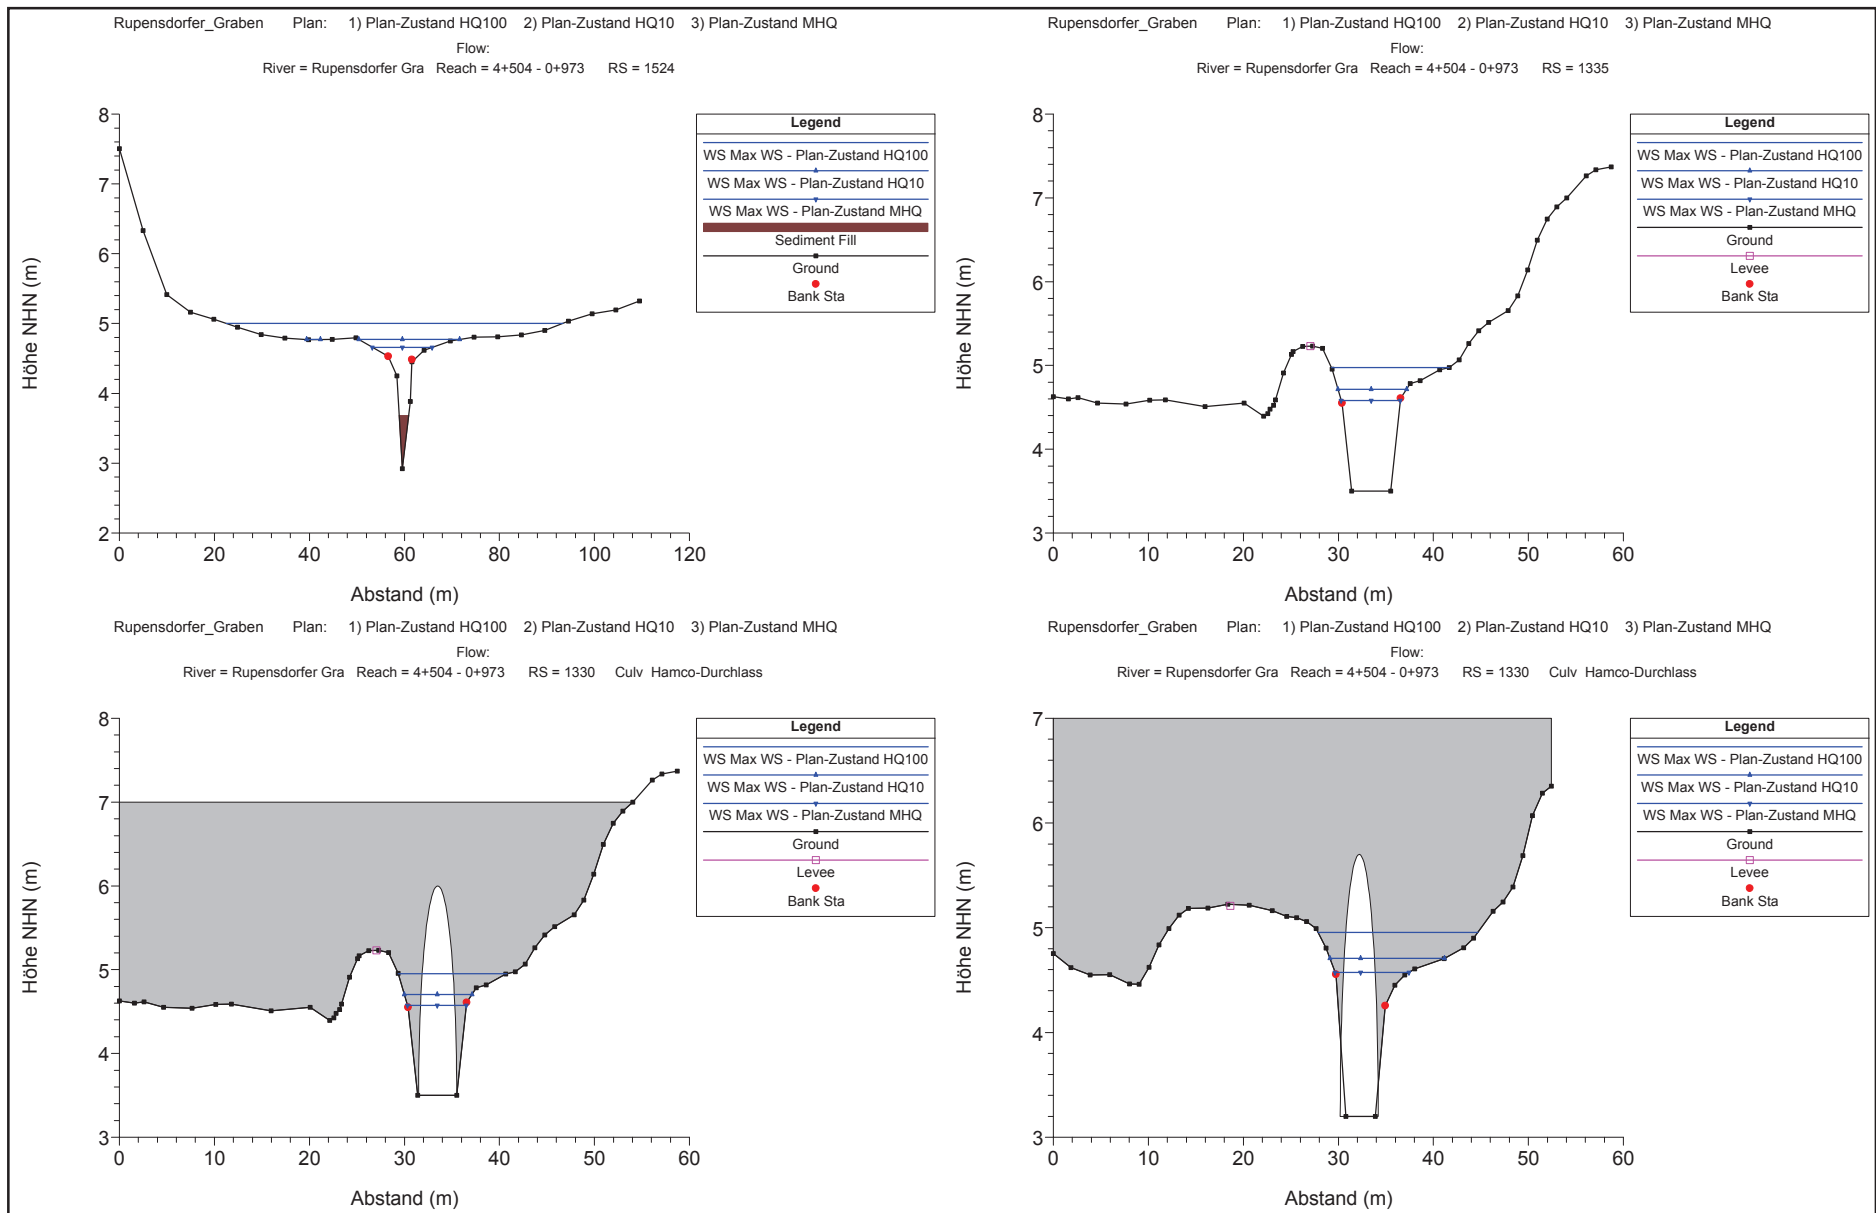 Rupensdorfer_Graben Plan: 1) Plan-Zustand HQ100 2) Plan-Zustand HQ10 3) Plan-Zustand MHQ
Flow:
River = Rupensdorfer Gra Reach = 4+504 - 0+973 RS = 1524
Höhe NHN (m)
8
7
6
5
4
3
2
0 20 40 60 80 100 120
Abstand (m)
Legend
WS Max WS - Plan-Zustand HQ100
WS Max WS - Plan-Zustand HQ10
WS Max WS - Plan-Zustand MHQ
Sediment Fill
Ground
Bank Sta
Rupensdorfer_Graben Plan: 1) Plan-Zustand HQ100 2) Plan-Zustand HQ10 3) Plan-Zustand MHQ
Flow:
River = Rupensdorfer Gra Reach = 4+504 - 0+973 RS = 1335
Höhe NHN (m)
8
7
6
5
4
3
0 10 20 30 40 50 60
Abstand (m)
Legend
WS Max WS - Plan-Zustand HQ100
WS Max WS - Plan-Zustand HQ10
WS Max WS - Plan-Zustand MHQ
Ground
Levee
Bank Sta
Rupensdorfer_Graben Plan: 1) Plan-Zustand HQ100 2) Plan-Zustand HQ10 3) Plan-Zustand MHQ
Flow:
River = Rupensdorfer Gra Reach = 4+504 - 0+973 RS = 1330 Culv Hamco-Durchlass
Höhe NHN (m)
8
7
6
5
4
3
0 10 20 30 40 50 60
Abstand (m)
Legend
WS Max WS - Plan-Zustand HQ100
WS Max WS - Plan-Zustand HQ10
WS Max WS - Plan-Zustand MHQ
Ground
Levee
Bank Sta
Rupensdorfer_Graben Plan: 1) Plan-Zustand HQ100 2) Plan-Zustand HQ10 3) Plan-Zustand MHQ
Flow:
River = Rupensdorfer Gra Reach = 4+504 - 0+973 RS = 1330 Culv Hamco-Durchlass
Höhe NHN (m)
7
6
5
4
3
0 10 20 30 40 50 60
Abstand (m)
Legend
WS Max WS - Plan-Zustand HQ100
WS Max WS - Plan-Zustand HQ10
WS Max WS - Plan-Zustand MHQ
Ground
Levee
Bank Sta